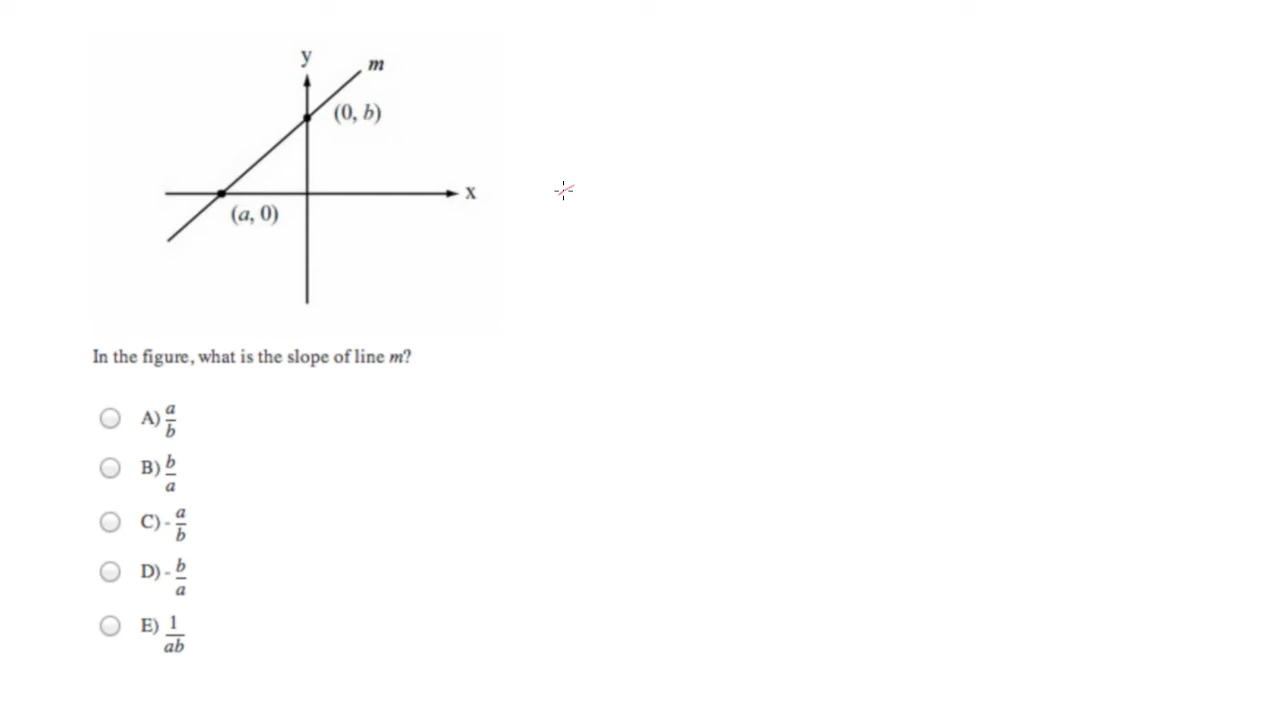 y
m
(0, b)
x
(a, 0)
In the figure, what is the slope of line m?
A) a/b
B) b/a
C) - a/b
D) - b/a
E) 1/ab